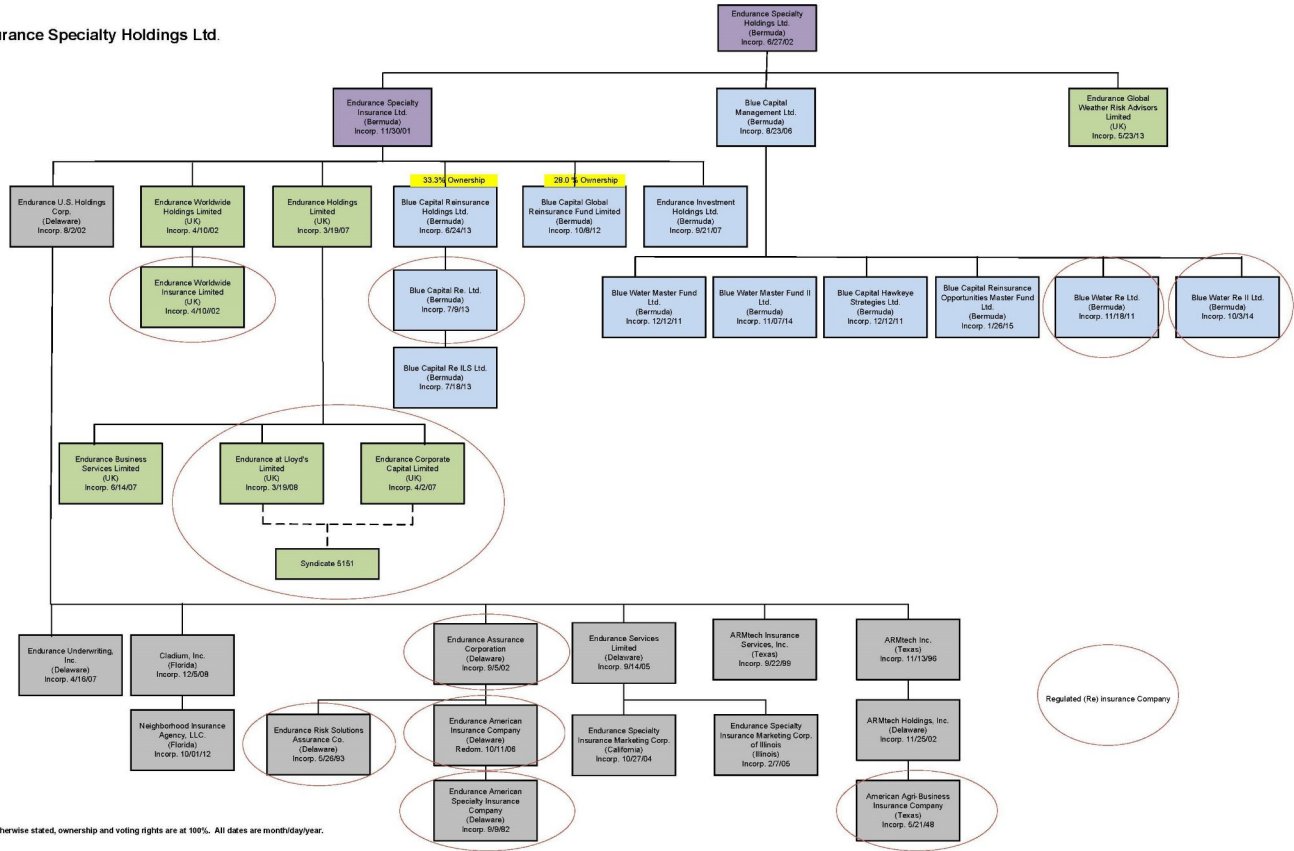 urance Specialty Holdings Ltd.
Endurance Specialty
Holdings Ltd.
(Bermuda)
Incorp. 6/27/02
Endurance Specialty
Insurance Ltd.
(Bermuda)
Incorp. 11/30/01
Blue Capital
Management Ltd.
(Bermuda)
Incorp. 8/23/06
Endurance Global
Weather Risk Advisors
Limited
(UK)
Incorp. 5/23/13
33.3% Ownership
28.0 % Ownership
Endurance U.S. Holdings
Corp.
(Delaware)
Incorp. 8/2/02
Endurance Worldwide
Holdings Limited
(UK)
Incorp. 4/10/02
Endurance Holdings
Limited
(UK)
Incorp. 3/19/07
Blue Capital Reinsurance
Holdings Ltd.
(Bermuda)
Incorp. 6/24/13
Blue Capital Global
Reinsurance Fund Limited
(Bermuda)
Incorp. 10/8/12
Endurance Investment
Holdings Ltd.
(Bermuda)
Incorp. 9/21/07
Endurance Worldwide
Insurance Limited
(UK)
Incorp. 4/10//02
Blue Capital Re. Ltd.
(Bermuda)
Incorp. 7/9/13
Blue Water Master Fund
Ltd.
(Bermuda)
Incorp. 12/12/11
Blue Water Master Fund II
Ltd.
(Bermuda)
Incorp. 11/07/14
Blue Capital Hawkeye
Strategies Ltd.
(Bermuda)
Incorp. 12/12/11
Blue Capital Reinsurance
Opportunities Master Fund
Ltd.
(Bermuda)
Incorp. 1/26/15
Blue Water Re Ltd.
(Bermuda)
Incorp. 11/18/11
Blue Water Re II Ltd.
(Bermuda)
Incorp. 10/3/14
Blue Capital Re ILS Ltd.
(Bermuda)
Incorp. 7/18/13
Endurance Business
Services Limited
(UK)
Incorp. 6/14/07
Endurance at Lloyd's
Limited
(UK)
Incorp. 3/19/08
Endurance Corporate
Capital Limited
(UK)
Incorp. 4/2/07
Syndicate 5151
Endurance Underwriting,
Inc.
(Delaware)
Incorp. 4/16/07
Cladium, Inc.
(Florida)
Incorp. 12/5/08
Endurance Assurance
Corporation
(Delaware)
Incorp. 9/5/02
Endurance Services
Limited
(Delaware)
Incorp. 9/14/05
ARMtech Insurance
Services, Inc.
(Texas)
Incorp. 9/22/99
ARMtech Inc.
(Texas)
Incorp. 11/13/96
Regulated (Re) insurance Company
Neighborhood Insurance
Agency, LLC.
(Florida)
Incorp. 10/01/12
Endurance Risk Solutions
Assurance Co.
(Delaware)
Incorp. 5/26/93
Endurance American
Insurance Company
(Delaware)
Redom. 10/11/06
Endurance Specialty
Insurance Marketing Corp.
(California)
Incorp. 10/27/04
Endurance Specialty
Insurance Marketing Corp.
of Illinois
(Illinois)
Incorp. 2/7/05
ARMtech Holdings, Inc.
(Delaware)
Incorp. 11/25/02
Endurance American
Specialty Insurance
Company
(Delaware)
Incorp. 9/9/82
American Agri-Business
Insurance Company
(Texas)
Incorp. 5/21/48
herwise stated, ownership and voting rights are at 100%. All dates are month/day/year.